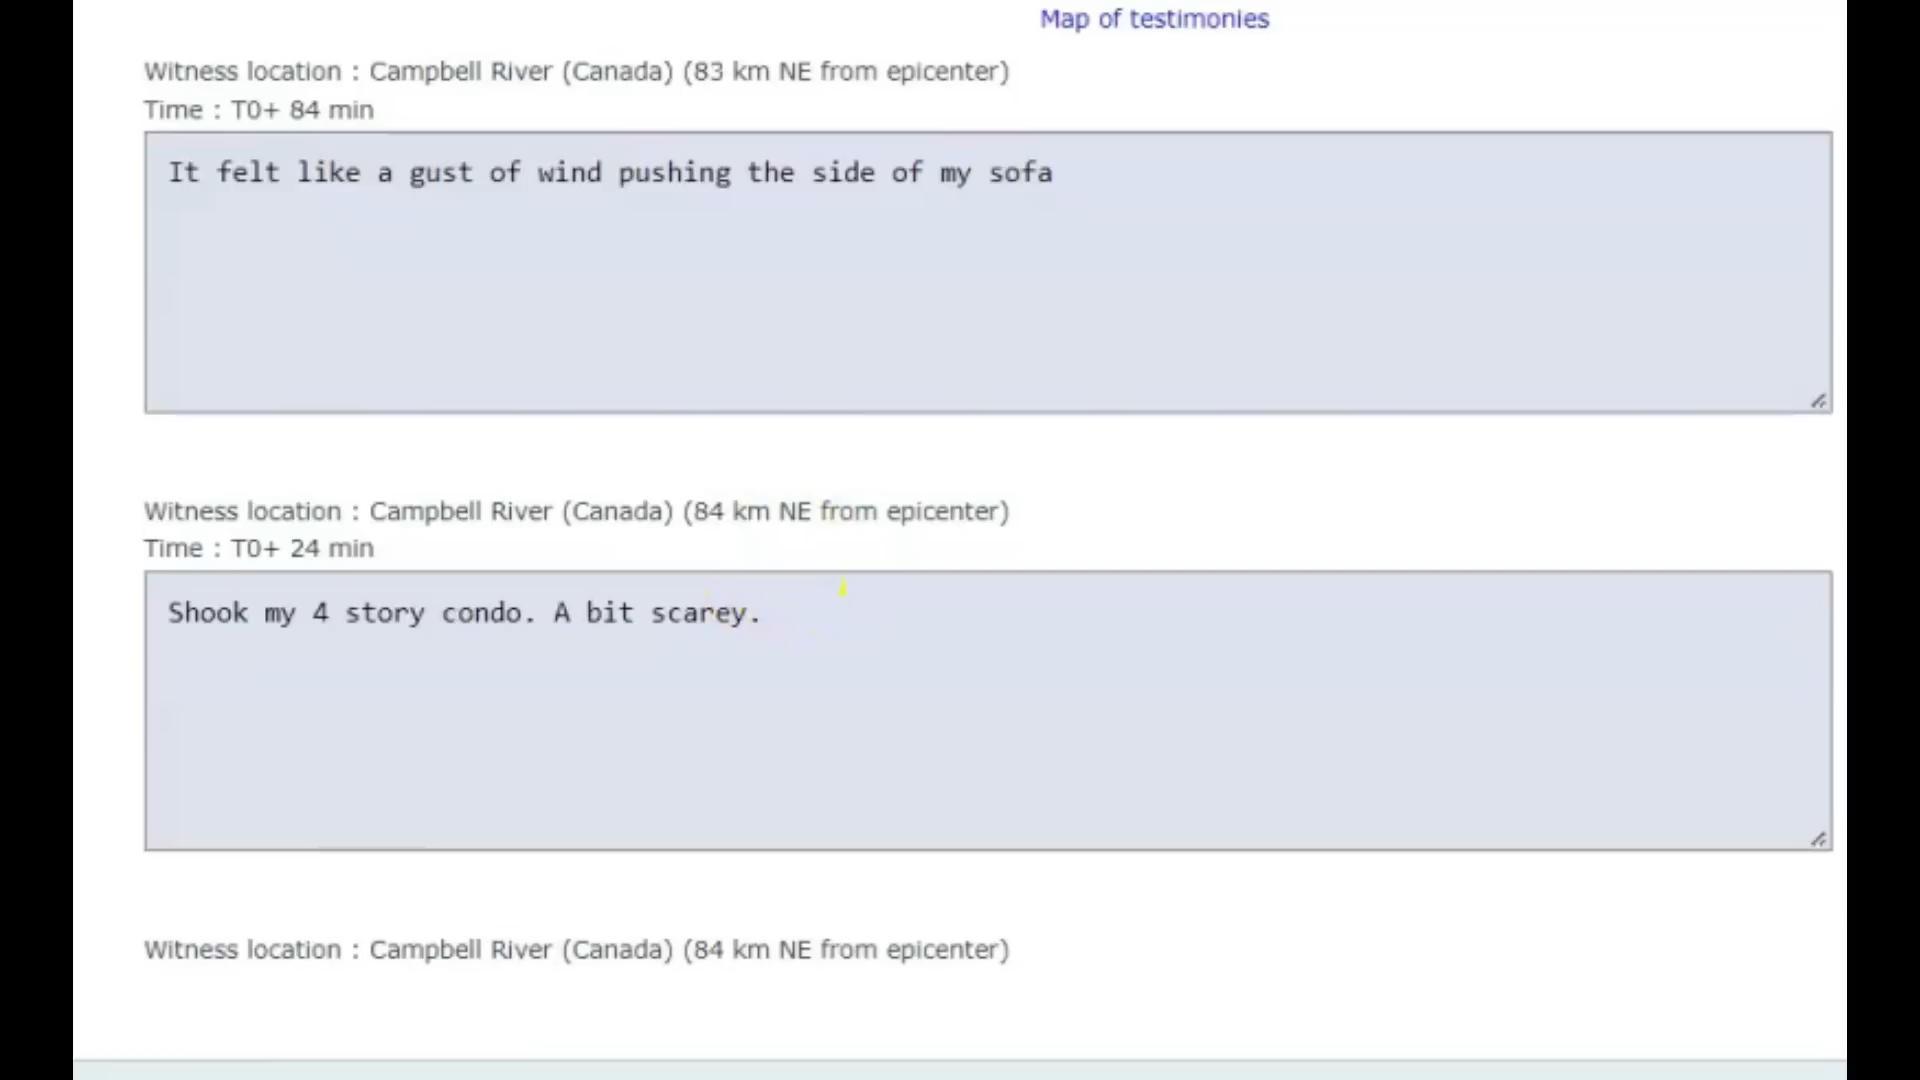 Map of testimonies
Witness location : Campbell River (Canada) (83 km NE from epicenter)
Time : T0+ 84 min
It felt like a gust of wind pushing the side of my sofa
Witness location : Campbell River (Canada) (84 km NE from epicenter)
Time : T0+ 24 min
Shook my 4 story condo. A bit scarey.
Witness location : Campbell River (Canada) (84 km NE from epicenter)